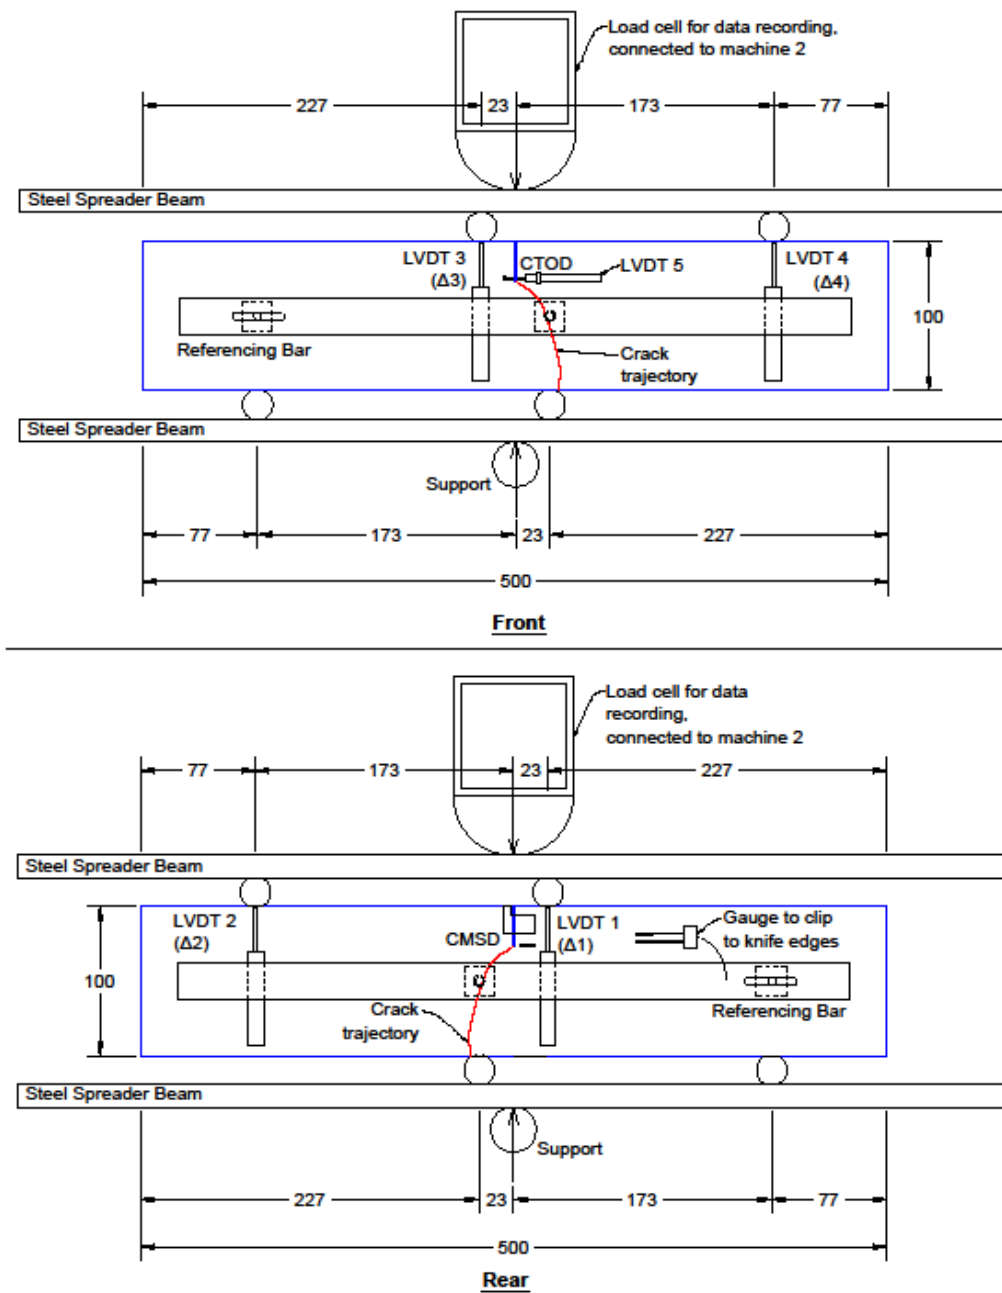 Load cell for data recording,
connected to machine 2
227 23 173 77
Steel Spreader Beam
LVDT 3
(Δ3)
CTOD
LVDT 5
LVDT 4
(Δ4)
100
Referencing Bar
Crack
trajectory
Steel Spreader Beam
Support
77 173 23 227
500
Front
Load cell for data
recording,
connected to machine 2
77 173 23 227
Steel Spreader Beam
LVDT 2
(Δ2)
CMSD
LVDT 1
(Δ1)
Gauge to clip
to knife edges
100
Crack
trajectory
Referencing Bar
Steel Spreader Beam
Support
227 23 173 77
500
Rear